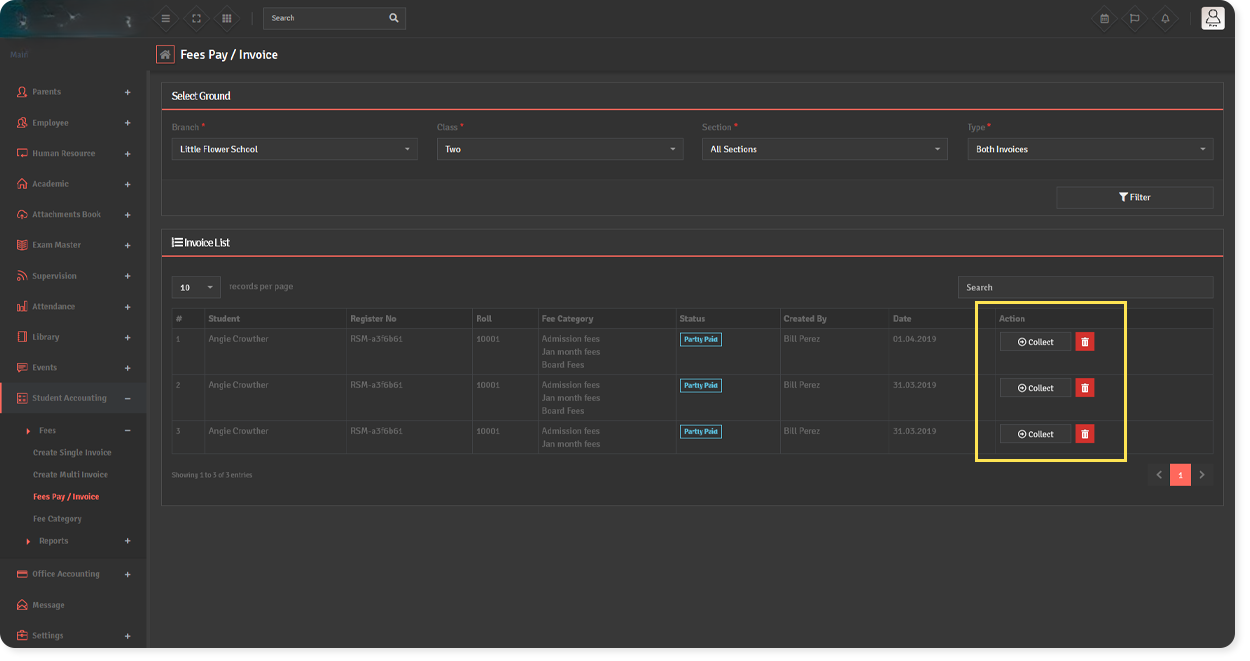 Search
Main
Fees Pay / Invoice
Parents +
Employee +
Human Resource +
Academic +
Attachments Book +
Exam Master +
Supervision +
Attendance +
Library +
Events +
Student Accounting −
Fees −
Create Single Invoice
Create Multi Invoice
Fees Pay / Invoice
Fee Category
Reports +
Office Accounting +
Message
Settings +
Select Ground
Branch * Class * Section * Type *
Little Flower School Two All Sections Both Invoices
Filter
Invoice List
10 records per page Search
# Student Register No Roll Fee Category Status Created By Date Action
1 Angie Crowther RSM-a3f6b61 10001 Admission fees Partly Paid Bill Perez 01.04.2019 Collect
Jan month fees
Board Fees
2 Angie Crowther RSM-a3f6b61 10001 Admission fees Partly Paid Bill Perez 31.03.2019 Collect
Jan month fees
Board Fees
3 Angie Crowther RSM-a3f6b61 10001 Admission fees Partly Paid Bill Perez 31.03.2019 Collect
Jan month fees
Showing 1 to 3 of 3 entries
< 1 >